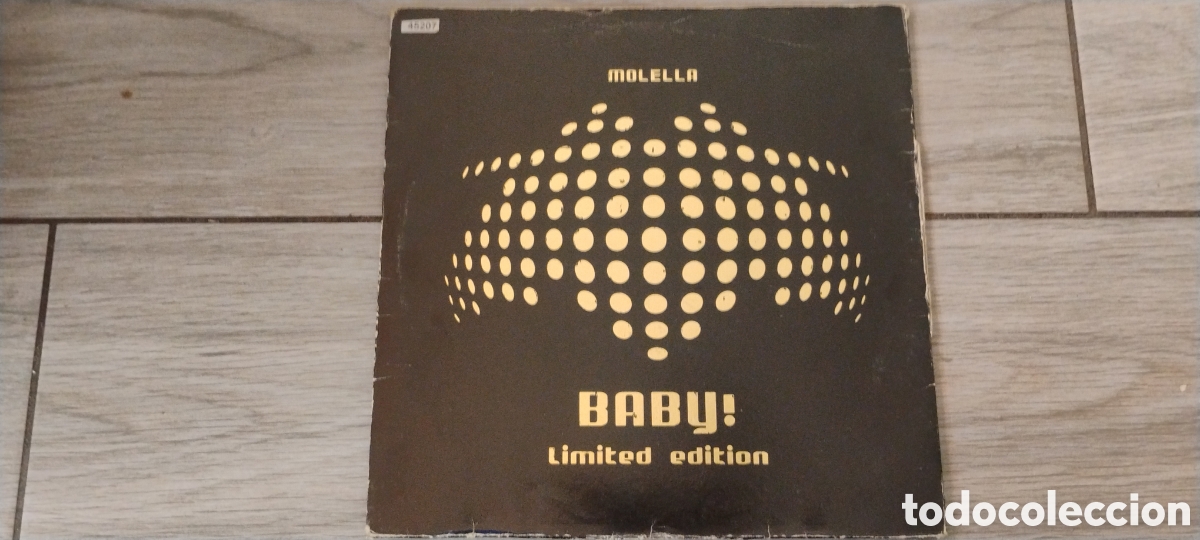 45207
MOLELLA
BABY!
Limited edition
todocoleccion